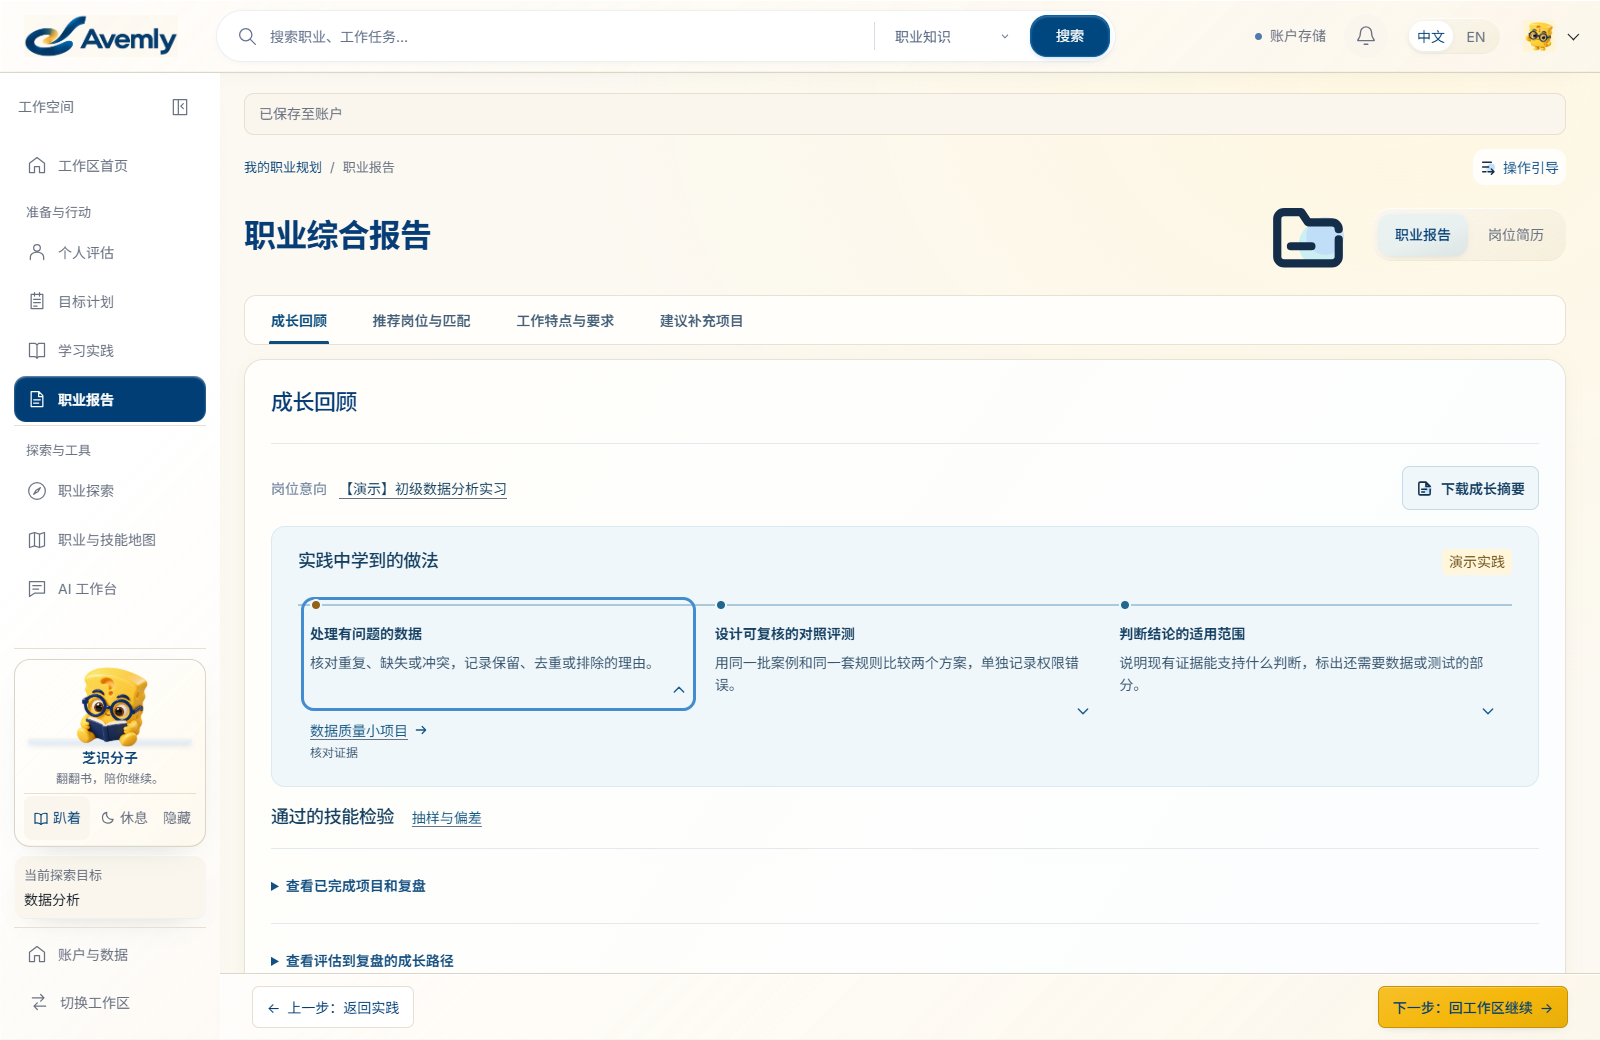 Avemly
搜索职业、工作任务...
职业知识
搜索
账户存储
中文
EN
工作空间
工作区首页
准备与行动
个人评估
目标计划
学习实践
职业报告
探索与工具
职业探索
职业与技能地图
AI 工作台
芝识分子
翻翻书，陪你继续。
趴着
休息
隐藏
当前探索目标
数据分析
账户与数据
切换工作区
已保存至账户
我的职业规划 / 职业报告
操作引导
职业综合报告
职业报告
岗位简历
成长回顾
推荐岗位与匹配
工作特点与要求
建议补充项目
成长回顾
岗位意向 【演示】初级数据分析实习
下载成长摘要
实践中学到的做法
演示实践
处理有问题的数据
核对重复、缺失或冲突，记录保留、去重或排除的理由。
数据质量小项目 →
核对证据
设计可复核的对照评测
用同一批案例和同一套规则比较两个方案，单独记录权限错
误。
判断结论的适用范围
说明现有证据能支持什么判断，标出还需要数据或测试的部
分。
通过的技能检验 抽样与偏差
查看已完成项目和复盘
查看评估到复盘的成长路径
← 上一步：返回实践
下一步：回工作区继续 →